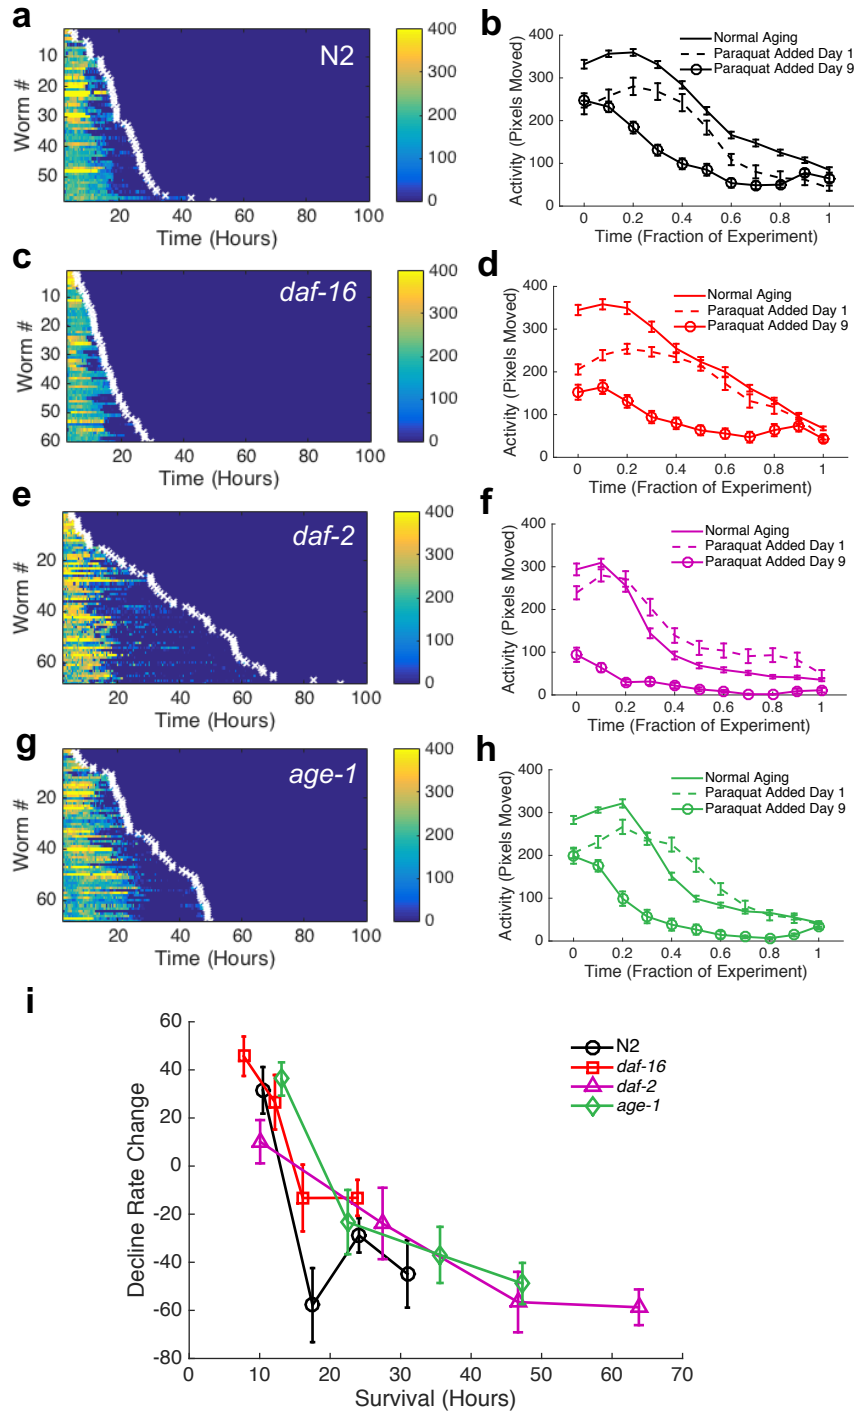 a
N2
Worm #
10
20
30
40
50
20 40 60 80 100
Time (Hours)
400
300
200
100
0
b
Normal Aging
Paraquat Added Day 1
Paraquat Added Day 9
Activity (Pixels Moved)
400
300
200
100
0
0 0.2 0.4 0.6 0.8 1
Time (Fraction of Experiment)
c
daf-16
Worm #
10
20
30
40
50
60
20 40 60 80 100
Time (Hours)
400
300
200
100
0
d
Normal Aging
Paraquat Added Day 1
Paraquat Added Day 9
Activity (Pixels Moved)
400
300
200
100
0
0 0.2 0.4 0.6 0.8 1
Time (Fraction of Experiment)
e
daf-2
Worm #
20
40
60
20 40 60 80 100
Time (Hours)
400
300
200
100
0
f
Normal Aging
Paraquat Added Day 1
Paraquat Added Day 9
Activity (Pixels Moved)
400
300
200
100
0
0 0.2 0.4 0.6 0.8 1
Time (Fraction of Experiment)
g
age-1
Worm #
20
40
60
20 40 60 80 100
Time (Hours)
400
300
200
100
0
h
Normal Aging
Paraquat Added Day 1
Paraquat Added Day 9
Activity (Pixels Moved)
400
300
200
100
0
0 0.2 0.4 0.6 0.8 1
Time (Fraction of Experiment)
i
N2
daf-16
daf-2
age-1
Decline Rate Change
60
40
20
0
-20
-40
-60
-80
0 10 20 30 40 50 60 70
Survival (Hours)